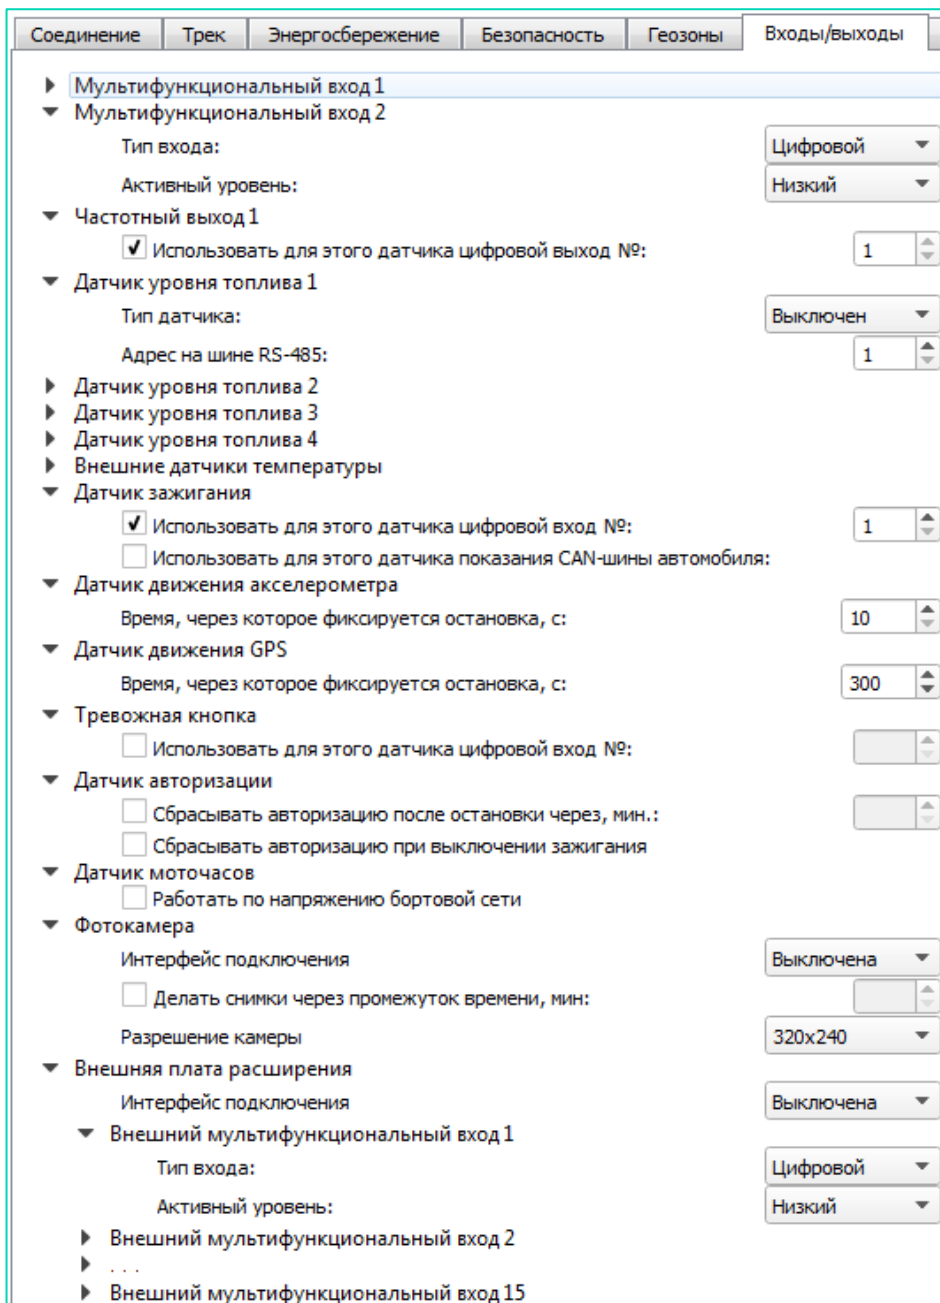 Соединение Трек Энергосбережение Безопасность Геозоны Входы/выходы
Мультифункциональный вход 1
Мультифункциональный вход 2
Тип входа: Цифровой
Активный уровень: Низкий
Частотный выход 1
Использовать для этого датчика цифровой выход №: 1
Датчик уровня топлива 1
Тип датчика: Выключен
Адрес на шине RS-485: 1
Датчик уровня топлива 2
Датчик уровня топлива 3
Датчик уровня топлива 4
Внешние датчики температуры
Датчик зажигания
Использовать для этого датчика цифровой вход №: 1
Использовать для этого датчика показания CAN-шины автомобиля:
Датчик движения акселерометра
Время, через которое фиксируется остановка, с: 10
Датчик движения GPS
Время, через которое фиксируется остановка, с: 300
Тревожная кнопка
Использовать для этого датчика цифровой вход №:
Датчик авторизации
Сбрасывать авторизацию после остановки через, мин.:
Сбрасывать авторизацию при выключении зажигания
Датчик моточасов
Работать по напряжению бортовой сети
Фотокамера
Интерфейс подключения Выключена
Делать снимки через промежуток времени, мин:
Разрешение камеры 320x240
Внешняя плата расширения
Интерфейс подключения Выключена
Внешний мультифункциональный вход 1
Тип входа: Цифровой
Активный уровень: Низкий
Внешний мультифункциональный вход 2
. . .
Внешний мультифункциональный вход 15